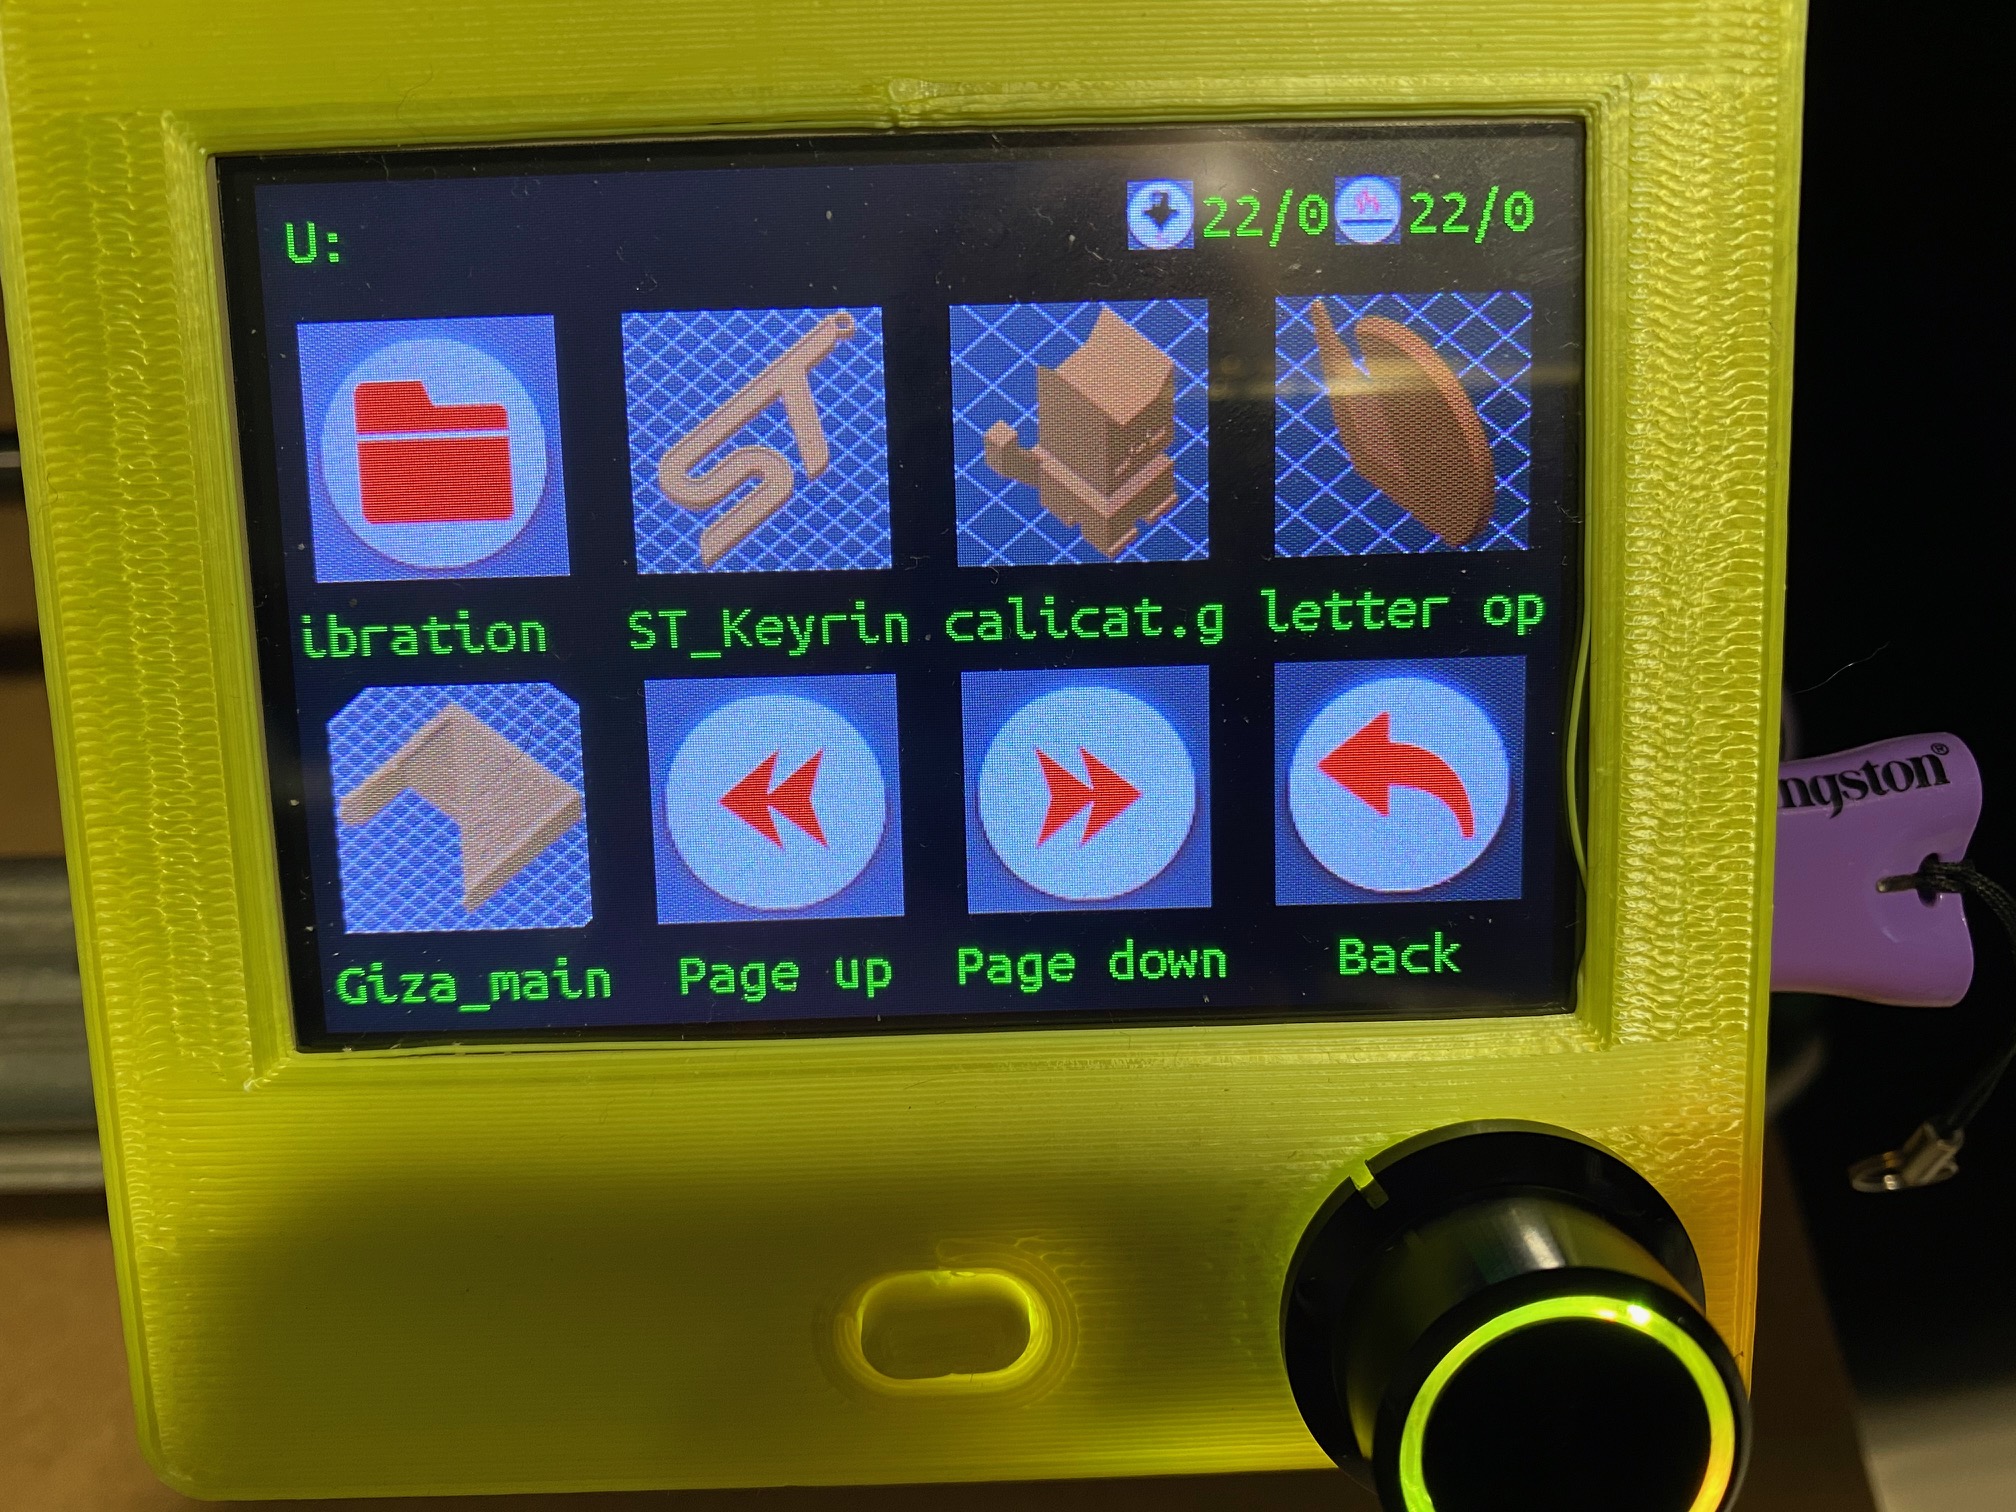 U: 22/0 22/0
ibration ST_Keyrin calicat.g letter op
ngston®
Giza_main Page up Page down Back